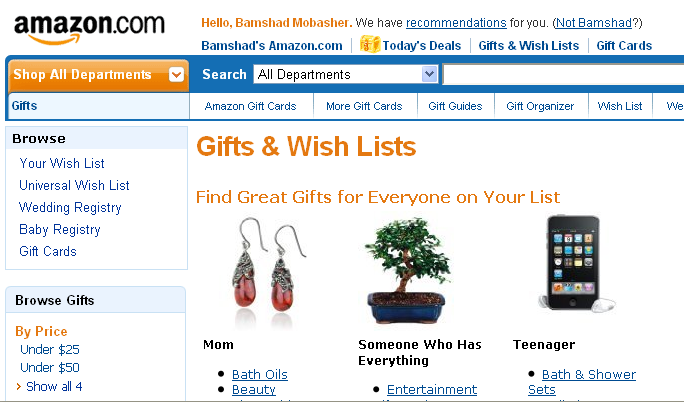 amazon.com
Hello, Bamshad Mobasher. We have recommendations for you. (Not Bamshad?)
Bamshad's Amazon.com Today's Deals Gifts & Wish Lists Gift Cards
Shop All Departments Search All Departments
Gifts Amazon Gift Cards More Gift Cards Gift Guides Gift Organizer Wish List We
Browse
Your Wish List
Universal Wish List
Wedding Registry
Baby Registry
Gift Cards
Browse Gifts
By Price
Under $25
Under $50
Show all 4
Gifts & Wish Lists
Find Great Gifts for Everyone on Your List
Mom
Bath Oils
Beauty
Someone Who Has
Everything
Entertainment
Teenager
Bath & Shower
Sets